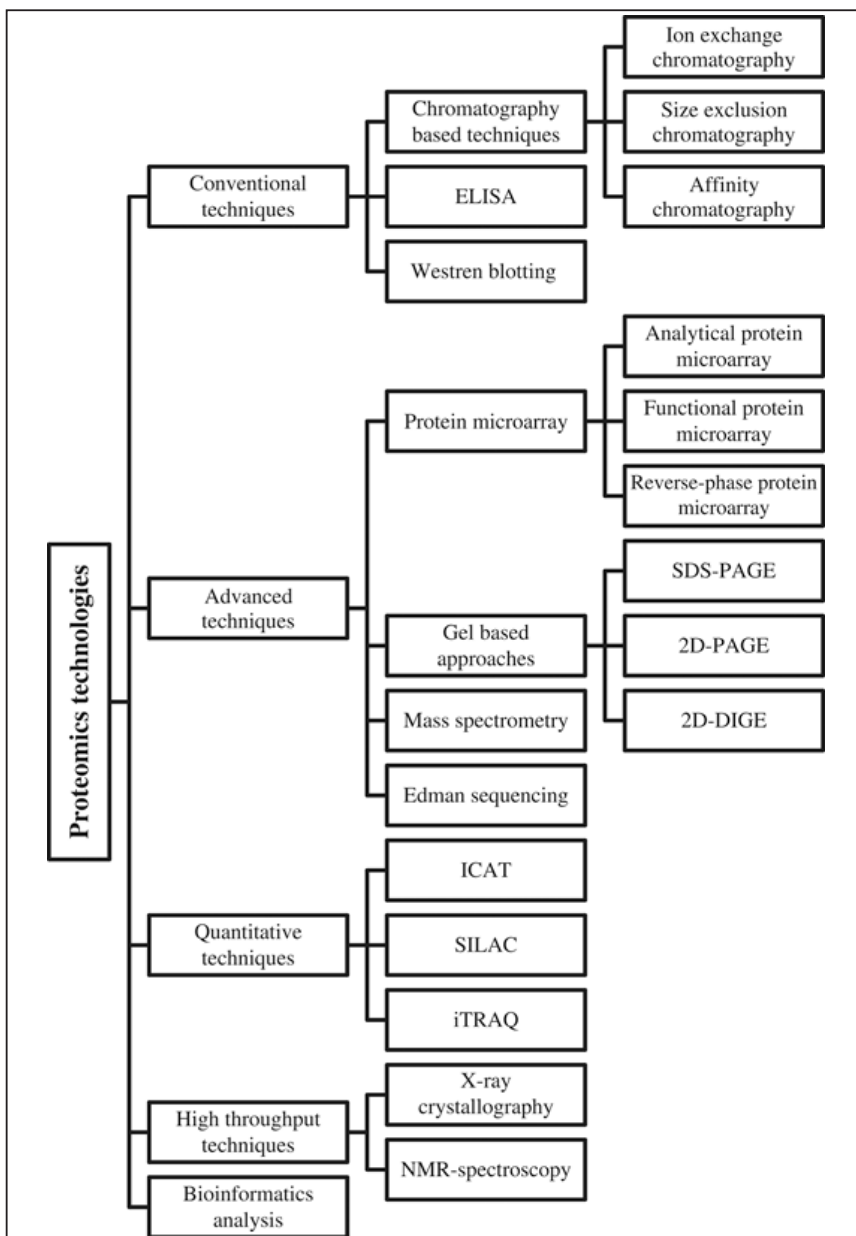 Proteomics technologies
Conventional
techniques
Chromatography
based techniques
Ion exchange
chromatography
Size exclusion
chromatography
Affinity
chromatography
ELISA
Westren blotting
Advanced
techniques
Protein microarray
Analytical protein
microarray
Functional protein
microarray
Reverse-phase protein
microarray
Gel based
approaches
SDS-PAGE
2D-PAGE
2D-DIGE
Mass spectrometry
Edman sequencing
Quantitative
techniques
ICAT
SILAC
iTRAQ
High throughput
techniques
X-ray
crystallography
NMR-spectroscopy
Bioinformatics
analysis